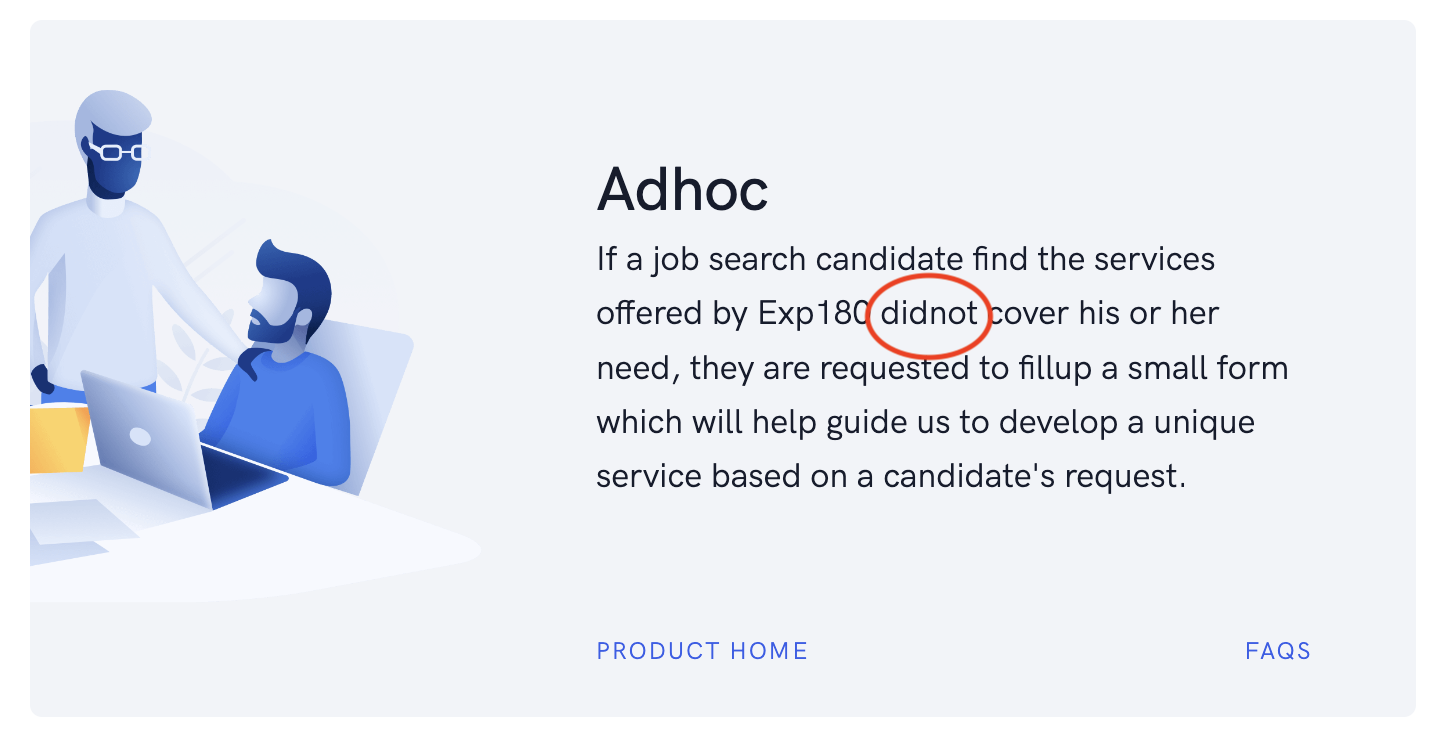 Adhoc
If a job search candidate find the services
offered by Exp180 didnot cover his or her
need, they are requested to fillup a small form
which will help guide us to develop a unique
service based on a candidate's request.
PRODUCT HOME
FAQS